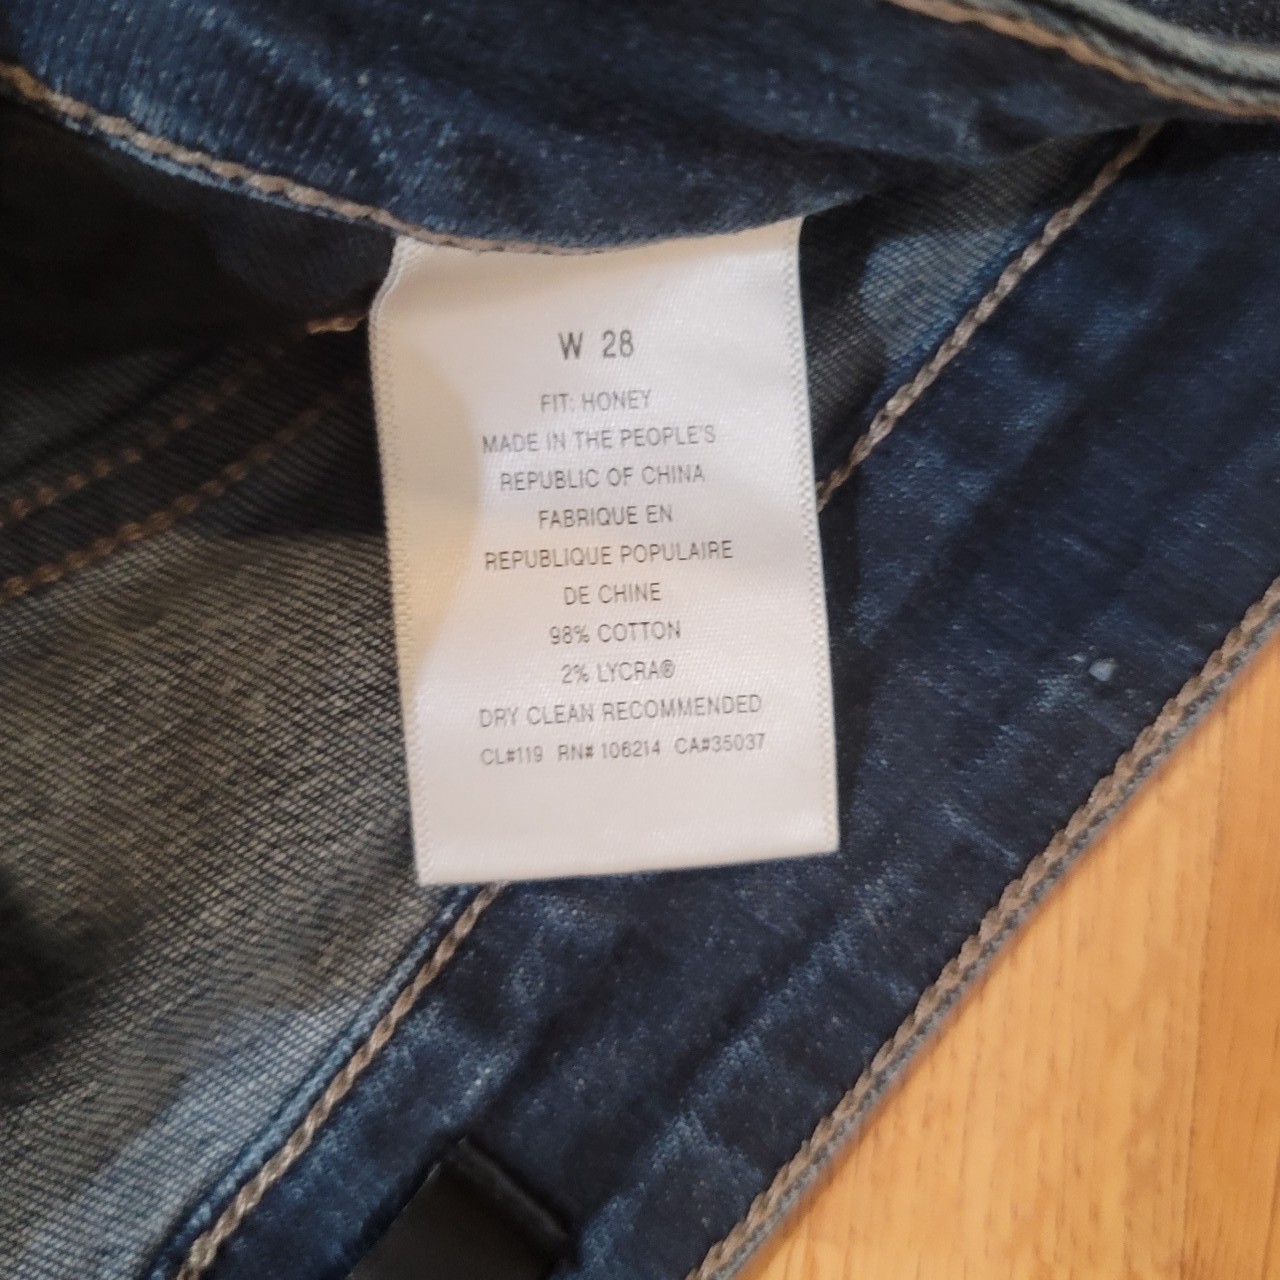 W 28
FIT: HONEY
MADE IN THE PEOPLE'S
REPUBLIC OF CHINA
FABRIQUE EN
REPUBLIQUE POPULAIRE
DE CHINE
98% COTTON
2% LYCRA®
DRY CLEAN RECOMMENDED
CL#119 RN# 106214 CA#35037